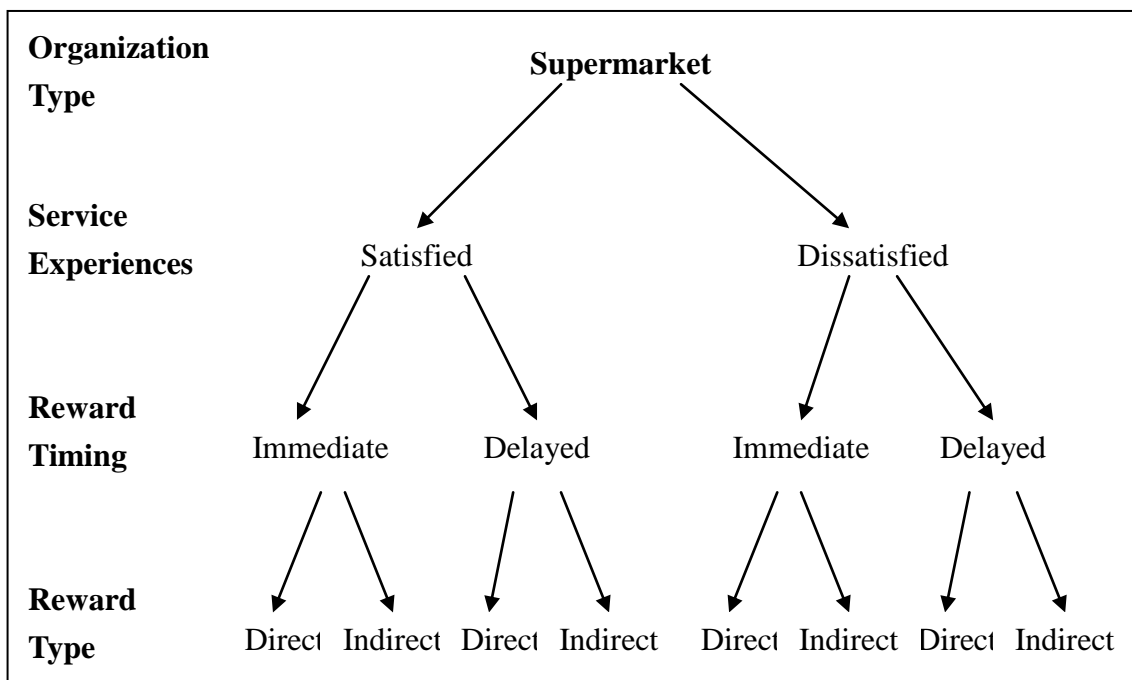 Organization
Type
Supermarket
Service
Experiences
Satisfied Dissatisfied
Reward
Timing
Immediate Delayed Immediate Delayed
Reward
Type
Direct Indirect Direct Indirect Direct Indirect Direct Indirect